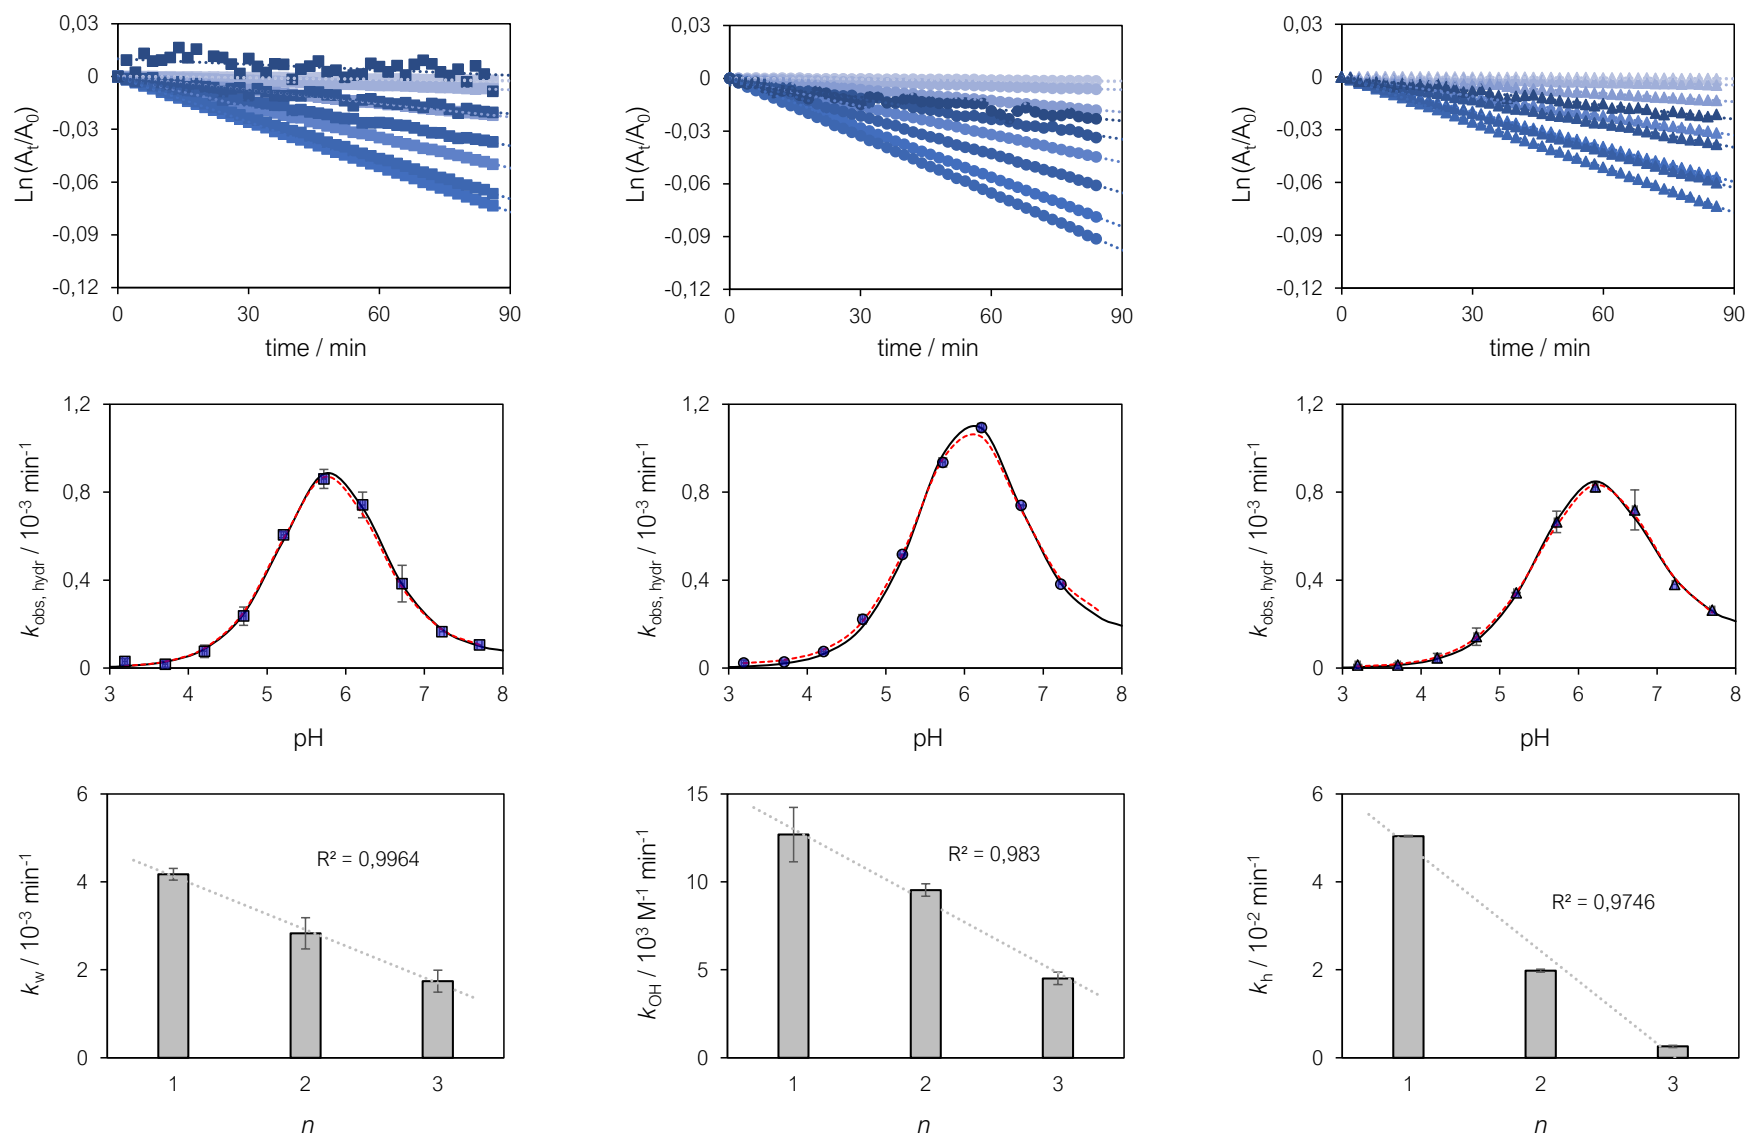 0,03
0
-0,03
-0,06
-0,09
-0,12
Ln (At/A0)
0 30 60 90
time / min
0,03
0
-0,03
-0,06
-0,09
-0,12
Ln (At/A0)
0 30 60 90
time / min
0,03
0
-0,03
-0,06
-0,09
-0,12
Ln (At/A0)
0 30 60 90
time / min
1,2
0,8
0,4
0
kobs, hydr / 10-3 min-1
3 4 5 6 7 8
pH
1,2
0,8
0,4
0
kobs, hydr / 10-3 min-1
3 4 5 6 7 8
pH
1,2
0,8
0,4
0
kobs, hydr / 10-3 min-1
3 4 5 6 7 8
pH
6
4
2
0
kw / 10-3 min-1
R² = 0,9964
1 2 3
n
15
10
5
0
kOH / 103 M-1 min-1
R² = 0,983
1 2 3
n
6
4
2
0
kh / 10-2 min-1
R² = 0,9746
1 2 3
n